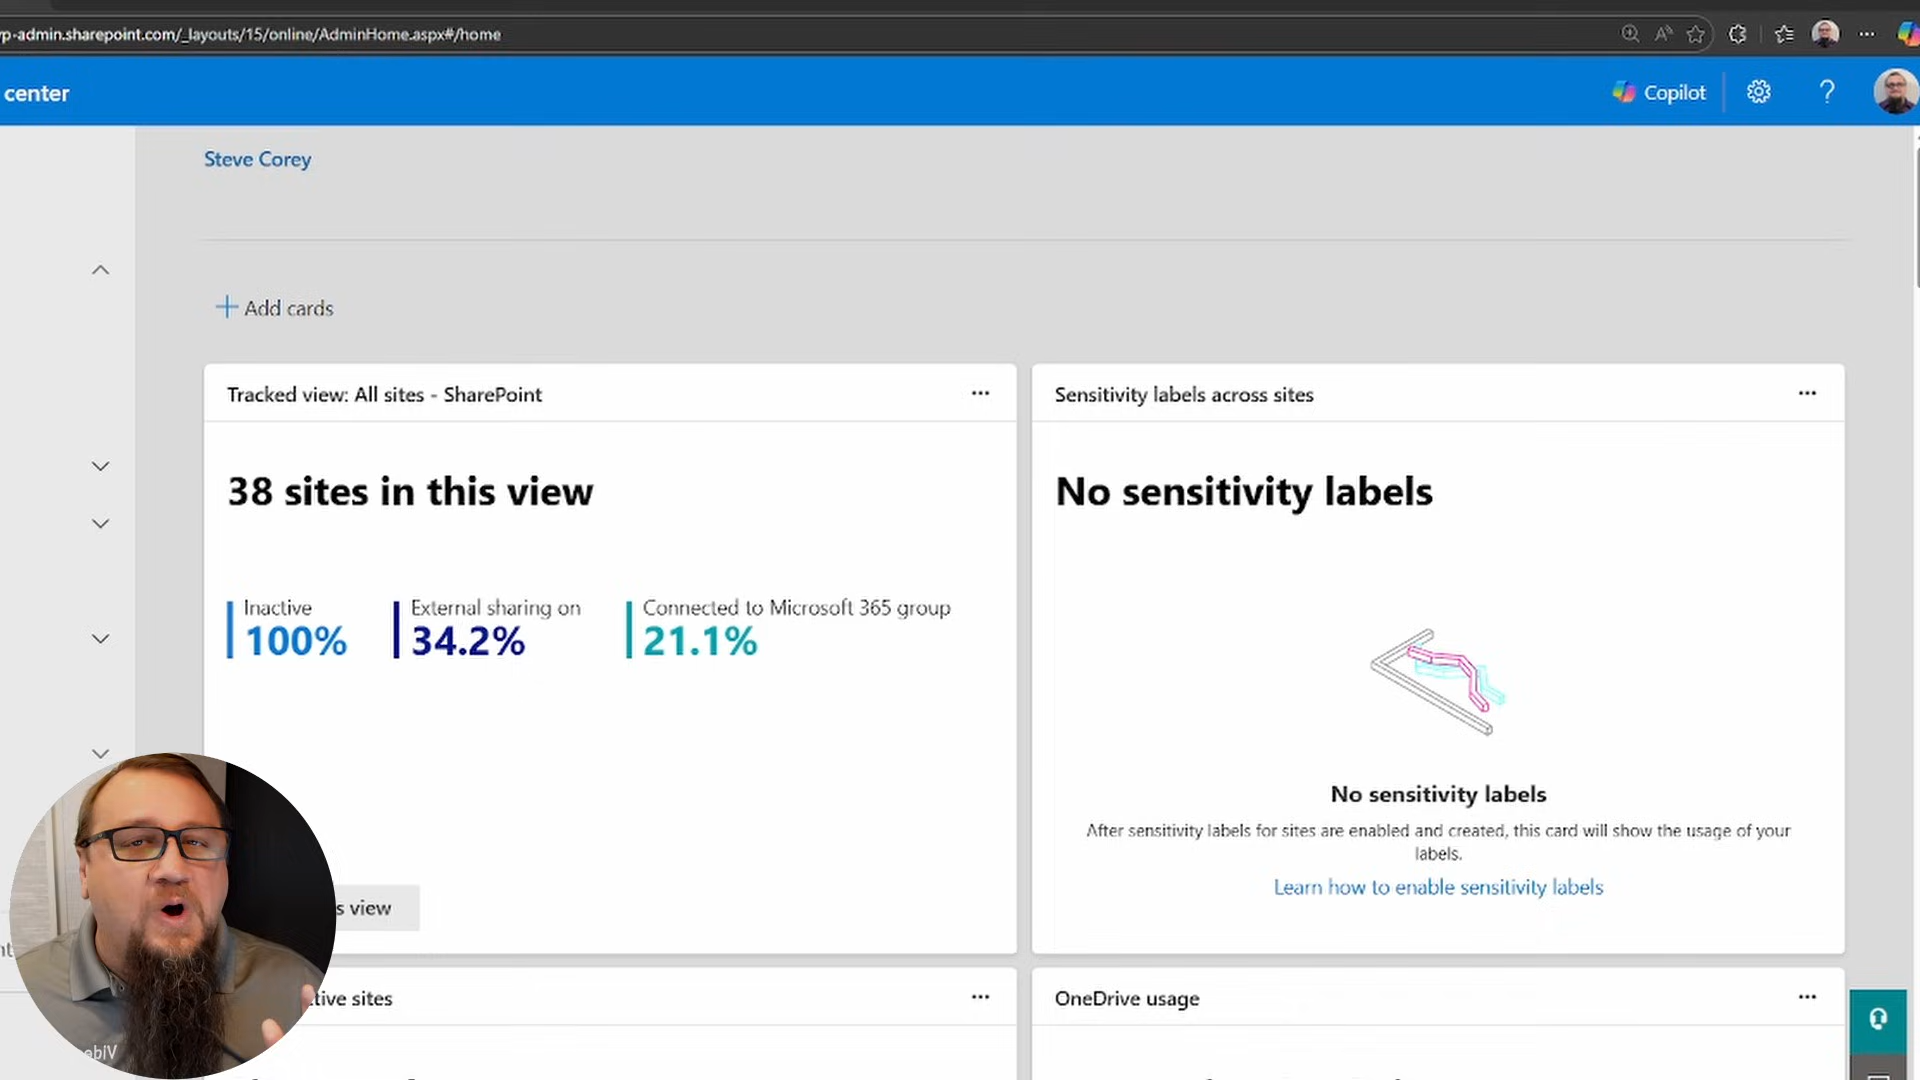 p-admin.sharepoint.com/_layouts/15/online/AdminHome.aspx#/home
center
Copilot
Steve Corey
Add cards
Tracked view: All sites - SharePoint
38 sites in this view
Inactive
100%
External sharing on
34.2%
Connected to Microsoft 365 group
21.1%
s view
Sensitivity labels across sites
No sensitivity labels
No sensitivity labels
After sensitivity labels for sites are enabled and created, this card will show the usage of your
labels.
Learn how to enable sensitivity labels
tive sites
OneDrive usage